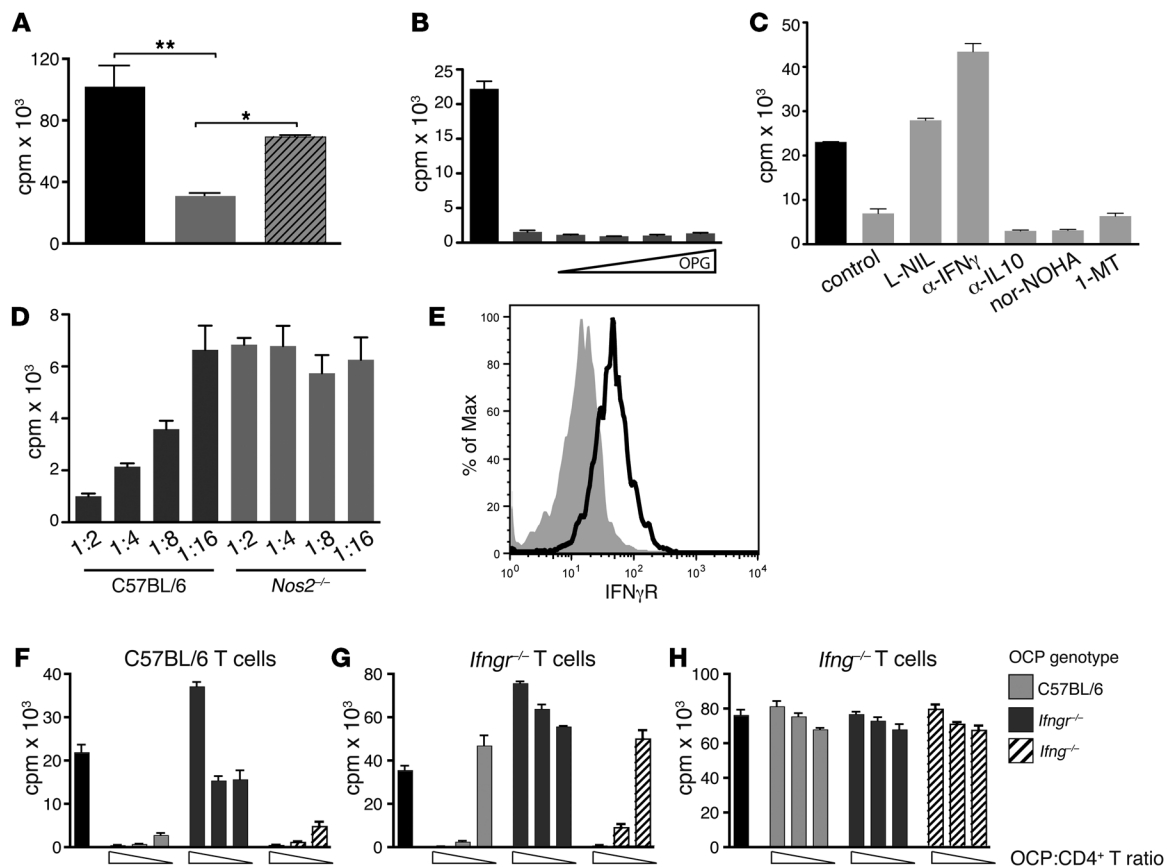 A
**
*
120
80
40
0
cpm x 10³
B
25
20
15
10
5
0
cpm x 10³
OPG
C
50
40
30
20
10
0
cpm x 10³
control
L-NIL
α-IFNγ
α-IL10
nor-NOHA
1-MT
D
8
6
4
2
0
cpm x 10³
1:2
1:4
1:8
1:16
1:2
1:4
1:8
1:16
C57BL/6
Nos2–/–
E
100
80
60
40
20
0
% of Max
10⁰
10¹
10²
10³
10⁴
IFNγR
F
C57BL/6 T cells
40
30
20
10
0
cpm x 10³
G
Ifngr–/– T cells
80
60
40
20
0
cpm x 10³
H
Ifng–/– T cells
100
80
60
40
20
0
cpm x 10³
OCP genotype
C57BL/6
Ifngr–/–
Ifng–/–
OCP:CD4⁺ T ratio